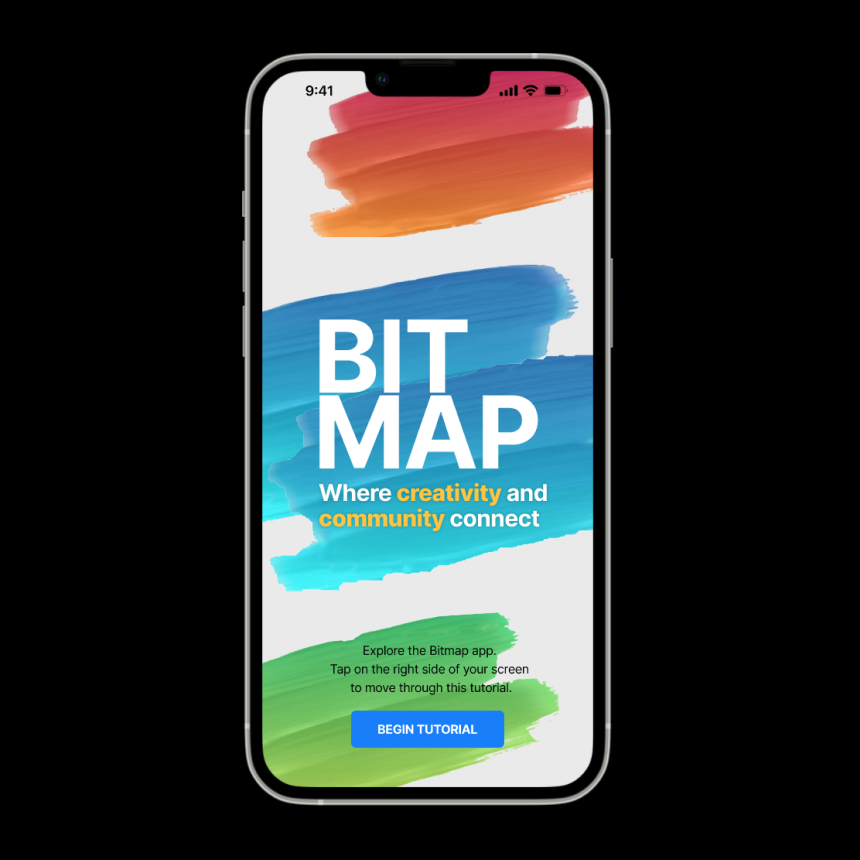 9:41
BIT
MAP
Where creativity and
community connect
Explore the Bitmap app.
Tap on the right side of your screen
to move through this tutorial.
BEGIN TUTORIAL